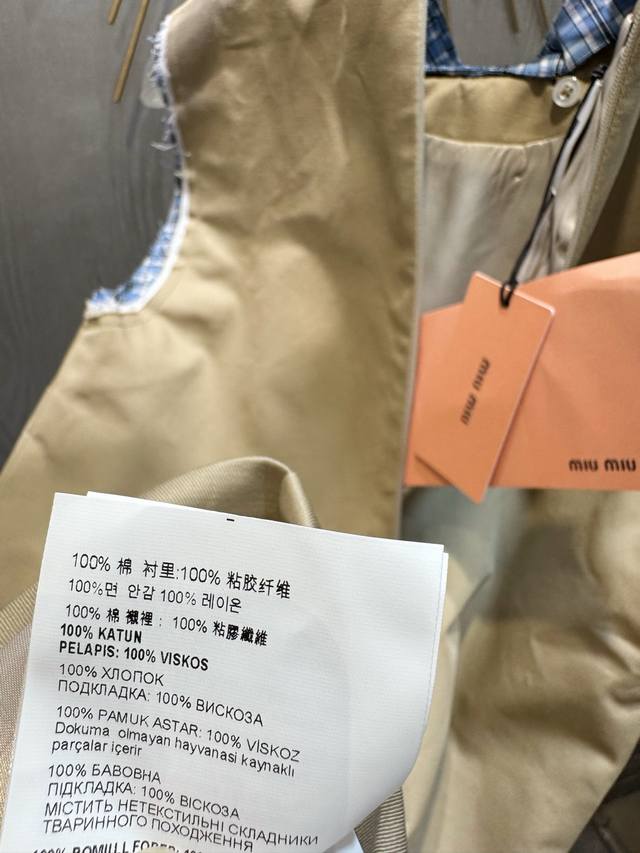 miu miu
miu miu
100% 棉 衬里:100% 粘胶纤维
100%면 안감 100% 레이온
100% 棉 襯裡 : 100% 粘膠纖維
100% KATUN
PELAPIS: 100% VISKOS
100% ХЛОПОК
ПОДКЛАДКА: 100% ВИСКОЗА
100% PAMUK ASTAR: 100% VİSKOZ
Dokuma olmayan hayvanasi kaynaklı
parçalar içerir
100% БАВОВНА
ПІДКЛАДКА: 100% ВІСКОЗА
МІСТИТЬ НЕТЕКСТИЛЬНІ СКЛАДНИКИ
ТВАРИННОГО ПОХОДЖЕННЯ